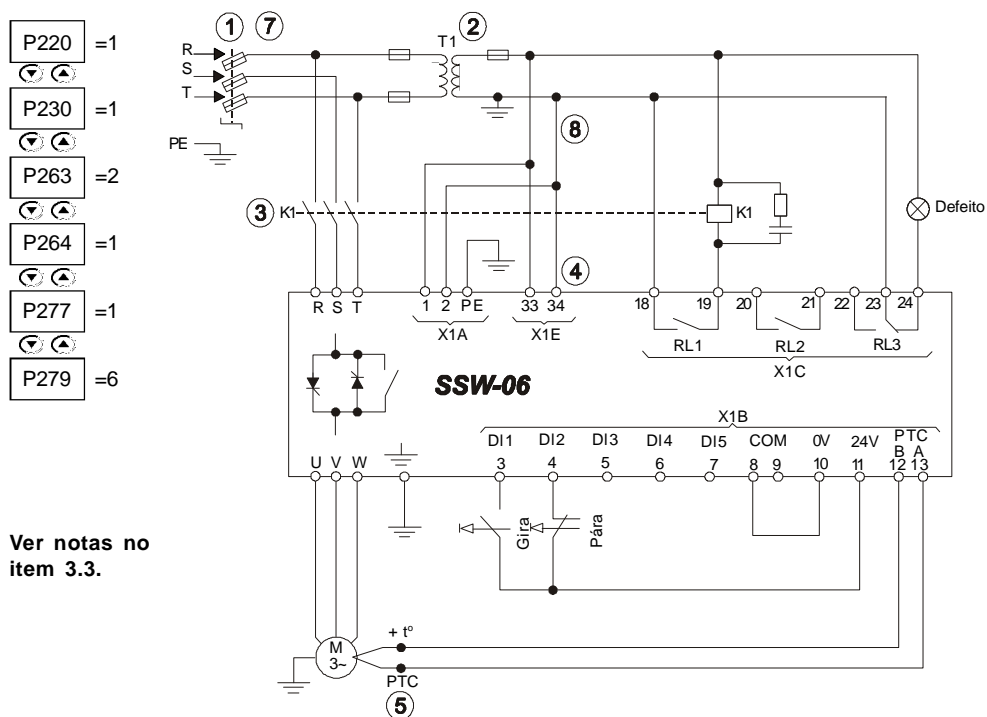 P220 =1
P230 =1
P263 =2
P264 =1
P277 =1
P279 =6
Ver notas no
item 3.3.
1 7 2
R
S
T
PE
T1
8
3 K1
K1
Defeito
4
R S T 1 2 PE 33 34 18 19 20 21 22 23 24
X1A X1E RL1 RL2 RL3
X1C
SSW-06
X1B
DI1 DI2 DI3 DI4 DI5 COM 0V 24V PTC
B A
3 4 5 6 7 8 9 10 11 12 13
U V W
Gira
Pára
M
3~
+ tº
PTC
5